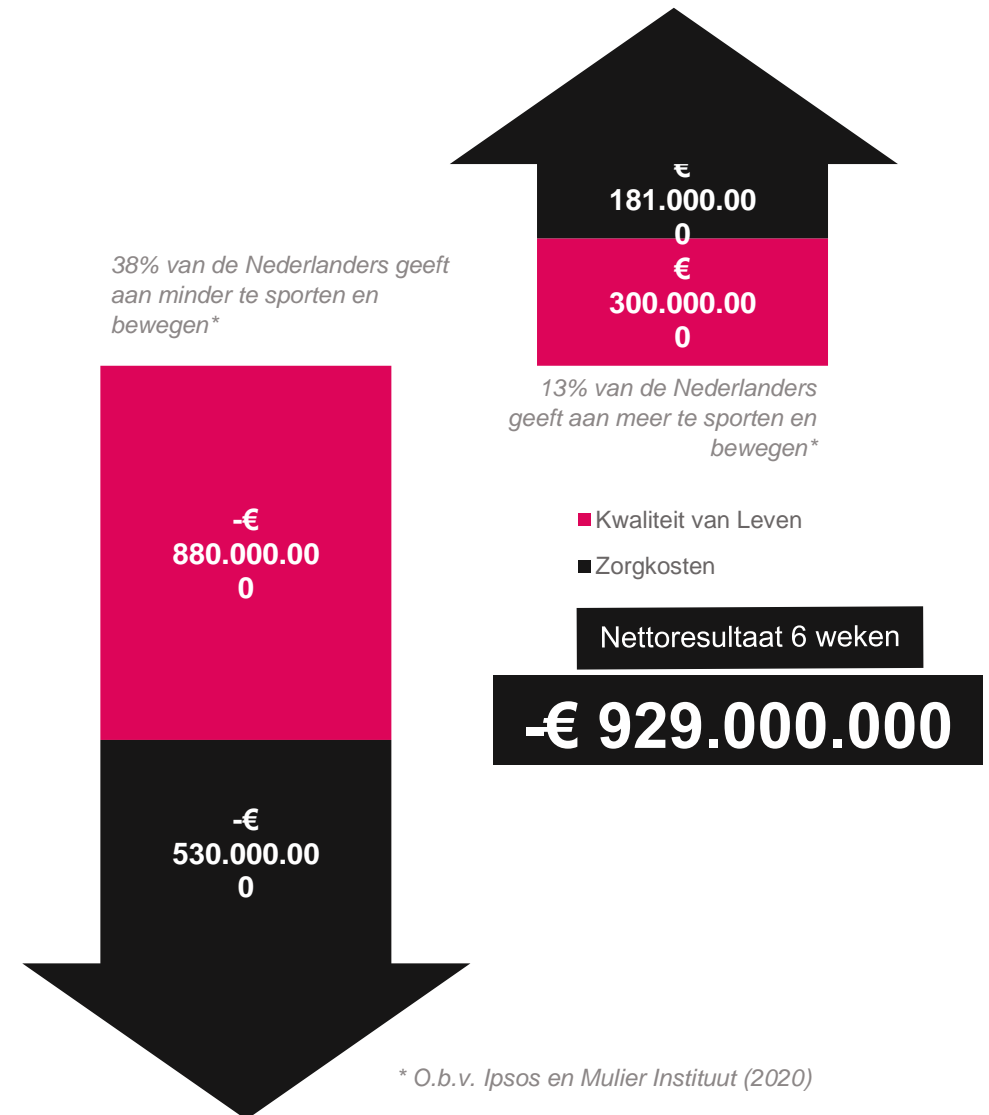 €
181.000.00
0
€
300.000.00
0
38% van de Nederlanders geeft
aan minder te sporten en
bewegen*
13% van de Nederlanders
geeft aan meer te sporten en
bewegen*
-€
880.000.00
0
Kwaliteit van Leven
Zorgkosten
Nettoresultaat 6 weken
-€ 929.000.000
-€
530.000.00
0
* O.b.v. Ipsos en Mulier Instituut (2020)